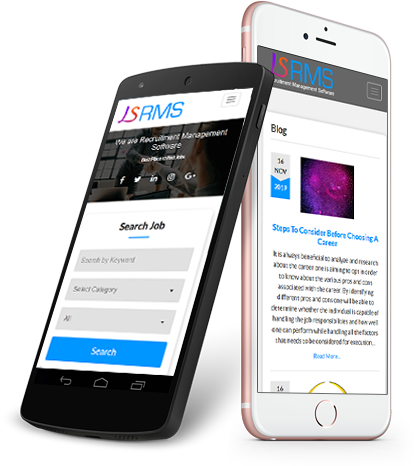 JSRMS
We are Recruitment Management
Software
Best Place to Find Jobs
Search Job
Search by Keyword
Select Category
All
Search
JSRMS
Recruitment Management Software
Blog
16
NOV
2019
Steps To Consider Before Choosing A
Career
It is always beneficial to analyze and research
about the career one is aiming to opt in order
to know about the various pros and cons
associated with the career. By identifying
different pros and cons one will be able to
determine whether the individual is capable of
handling the job responsibilities and how well
one can perform while handling all the factors
that needs to be considered for execution...
Read More..
16